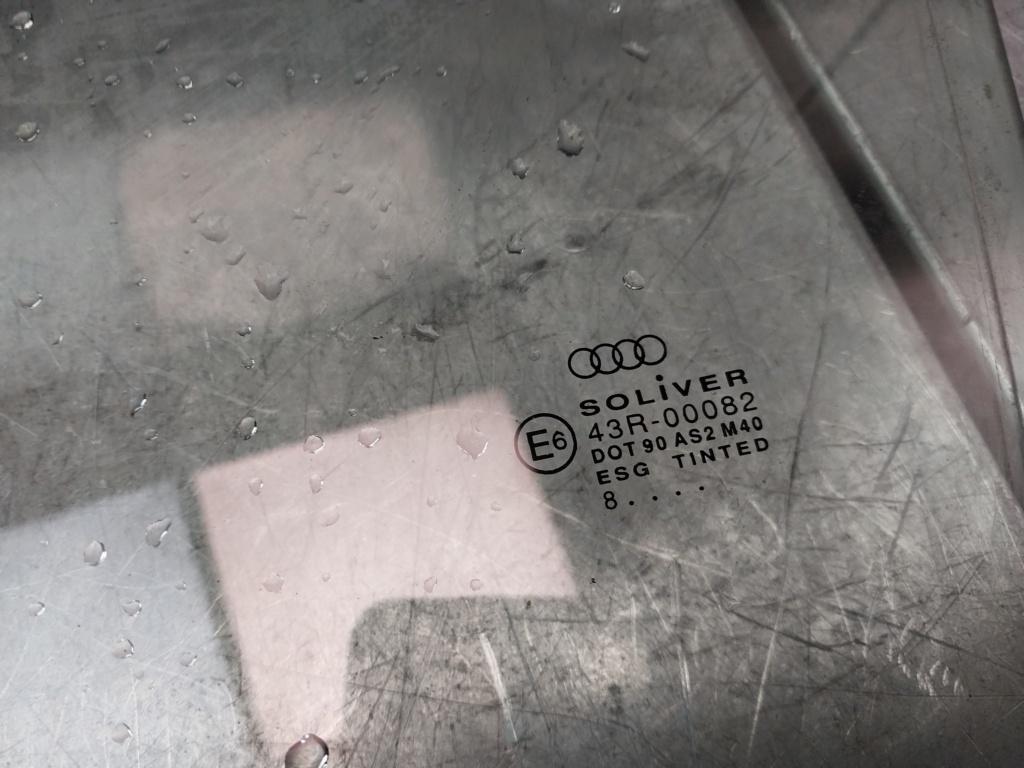 SOLiVER
E6
43R-00082
DOT 90 AS2 M40
ESG TINTED
8 . . . .